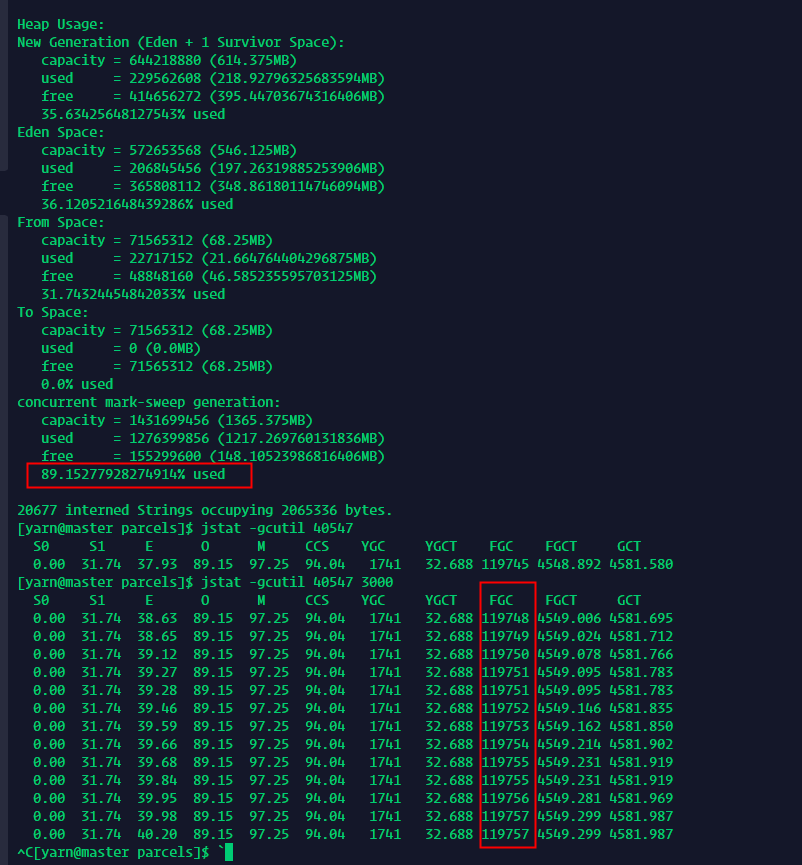 Heap Usage:
New Generation (Eden + 1 Survivor Space):
   capacity = 644218880 (614.375MB)
   used     = 229562608 (218.92796325683594MB)
   free     = 414656272 (395.44703674316406MB)
   35.63425648127543% used
Eden Space:
   capacity = 572653568 (546.125MB)
   used     = 206845456 (197.26319885253906MB)
   free     = 365808112 (348.86180114746094MB)
   36.120521648439286% used
From Space:
   capacity = 71565312 (68.25MB)
   used     = 22717152 (21.664764404296875MB)
   free     = 48848160 (46.585235595703125MB)
   31.74324454842033% used
To Space:
   capacity = 71565312 (68.25MB)
   used     = 0 (0.0MB)
   free     = 71565312 (68.25MB)
   0.0% used
concurrent mark-sweep generation:
   capacity = 1431699456 (1365.375MB)
   used     = 1276399856 (1217.269760131836MB)
   free     = 155299600 (148.10523986816406MB)
   89.15277928274914% used
20677 interned Strings occupying 2065336 bytes.
[yarn@master parcels]$ jstat -gcutil 40547
  S0     S1     E      O      M     CCS    YGC     YGCT    FGC    FGCT     GCT
  0.00  31.74  37.93  89.15  97.25  94.04   1741   32.688 119745 4548.892 4581.580
[yarn@master parcels]$ jstat -gcutil 40547 3000
  S0     S1     E      O      M     CCS    YGC     YGCT    FGC    FGCT     GCT
  0.00  31.74  38.63  89.15  97.25  94.04   1741   32.688 119748 4549.006 4581.695
  0.00  31.74  38.65  89.15  97.25  94.04   1741   32.688 119749 4549.024 4581.712
  0.00  31.74  39.12  89.15  97.25  94.04   1741   32.688 119750 4549.078 4581.766
  0.00  31.74  39.27  89.15  97.25  94.04   1741   32.688 119751 4549.095 4581.783
  0.00  31.74  39.28  89.15  97.25  94.04   1741   32.688 119751 4549.095 4581.783
  0.00  31.74  39.46  89.15  97.25  94.04   1741   32.688 119752 4549.146 4581.835
  0.00  31.74  39.59  89.15  97.25  94.04   1741   32.688 119753 4549.162 4581.850
  0.00  31.74  39.66  89.15  97.25  94.04   1741   32.688 119754 4549.214 4581.902
  0.00  31.74  39.68  89.15  97.25  94.04   1741   32.688 119755 4549.231 4581.919
  0.00  31.74  39.84  89.15  97.25  94.04   1741   32.688 119755 4549.231 4581.919
  0.00  31.74  39.95  89.15  97.25  94.04   1741   32.688 119756 4549.281 4581.969
  0.00  31.74  39.98  89.15  97.25  94.04   1741   32.688 119757 4549.299 4581.987
  0.00  31.74  40.20  89.15  97.25  94.04   1741   32.688 119757 4549.299 4581.987
^C[yarn@master parcels]$ `